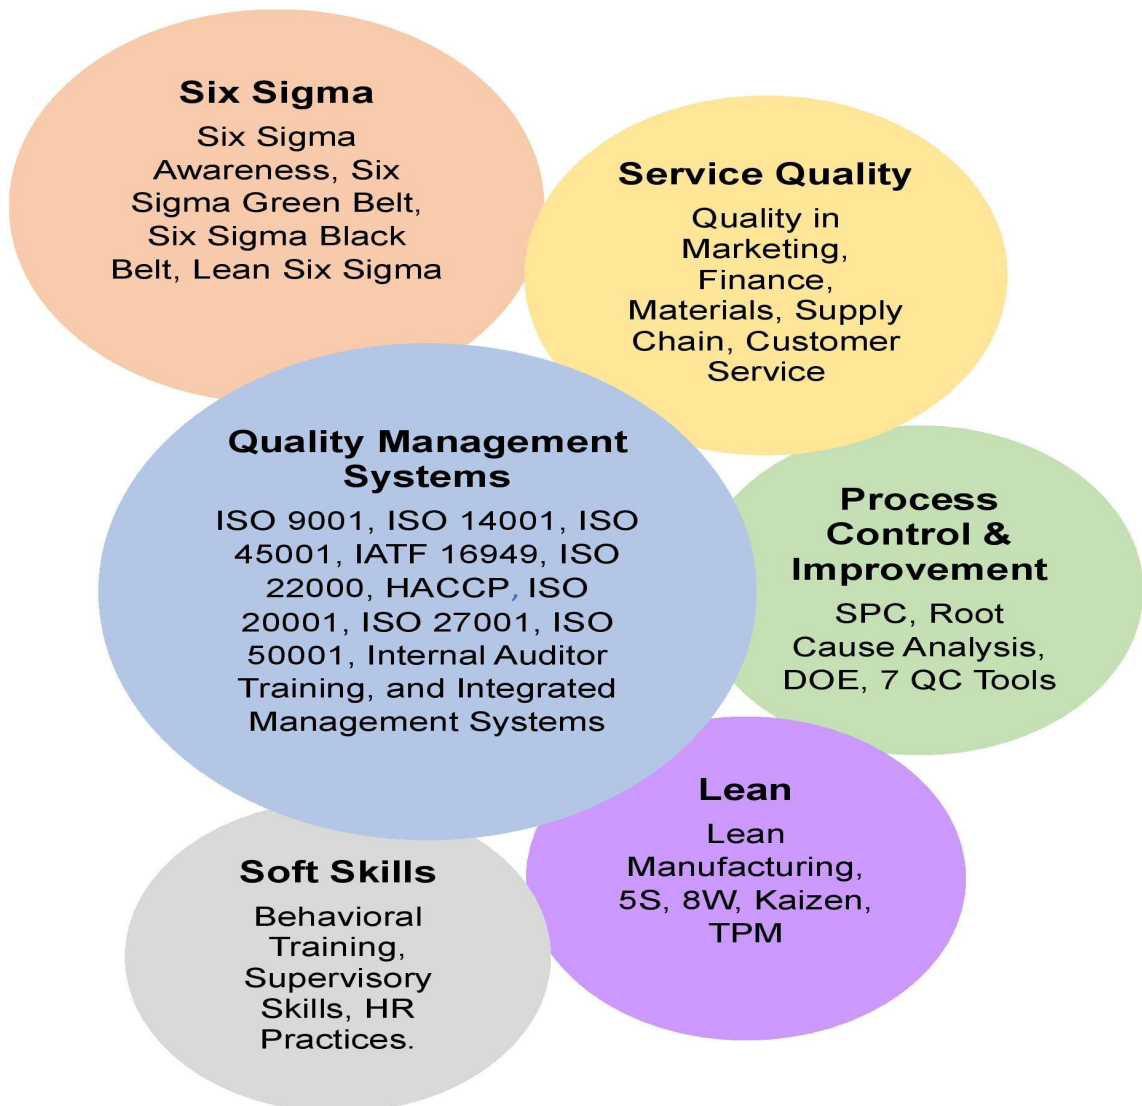 Six Sigma
Six Sigma
Awareness, Six
Sigma Green Belt,
Six Sigma Black
Belt, Lean Six Sigma
Service Quality
Quality in
Marketing,
Finance,
Materials, Supply
Chain, Customer
Service
Quality Management
Systems
ISO 9001, ISO 14001, ISO
45001, IATF 16949, ISO
22000, HACCP, ISO
20001, ISO 27001, ISO
50001, Internal Auditor
Training, and Integrated
Management Systems
Process
Control &
Improvement
SPC, Root
Cause Analysis,
DOE, 7 QC Tools
Lean
Lean
Manufacturing,
5S, 8W, Kaizen,
TPM
Soft Skills
Behavioral
Training,
Supervisory
Skills, HR
Practices.